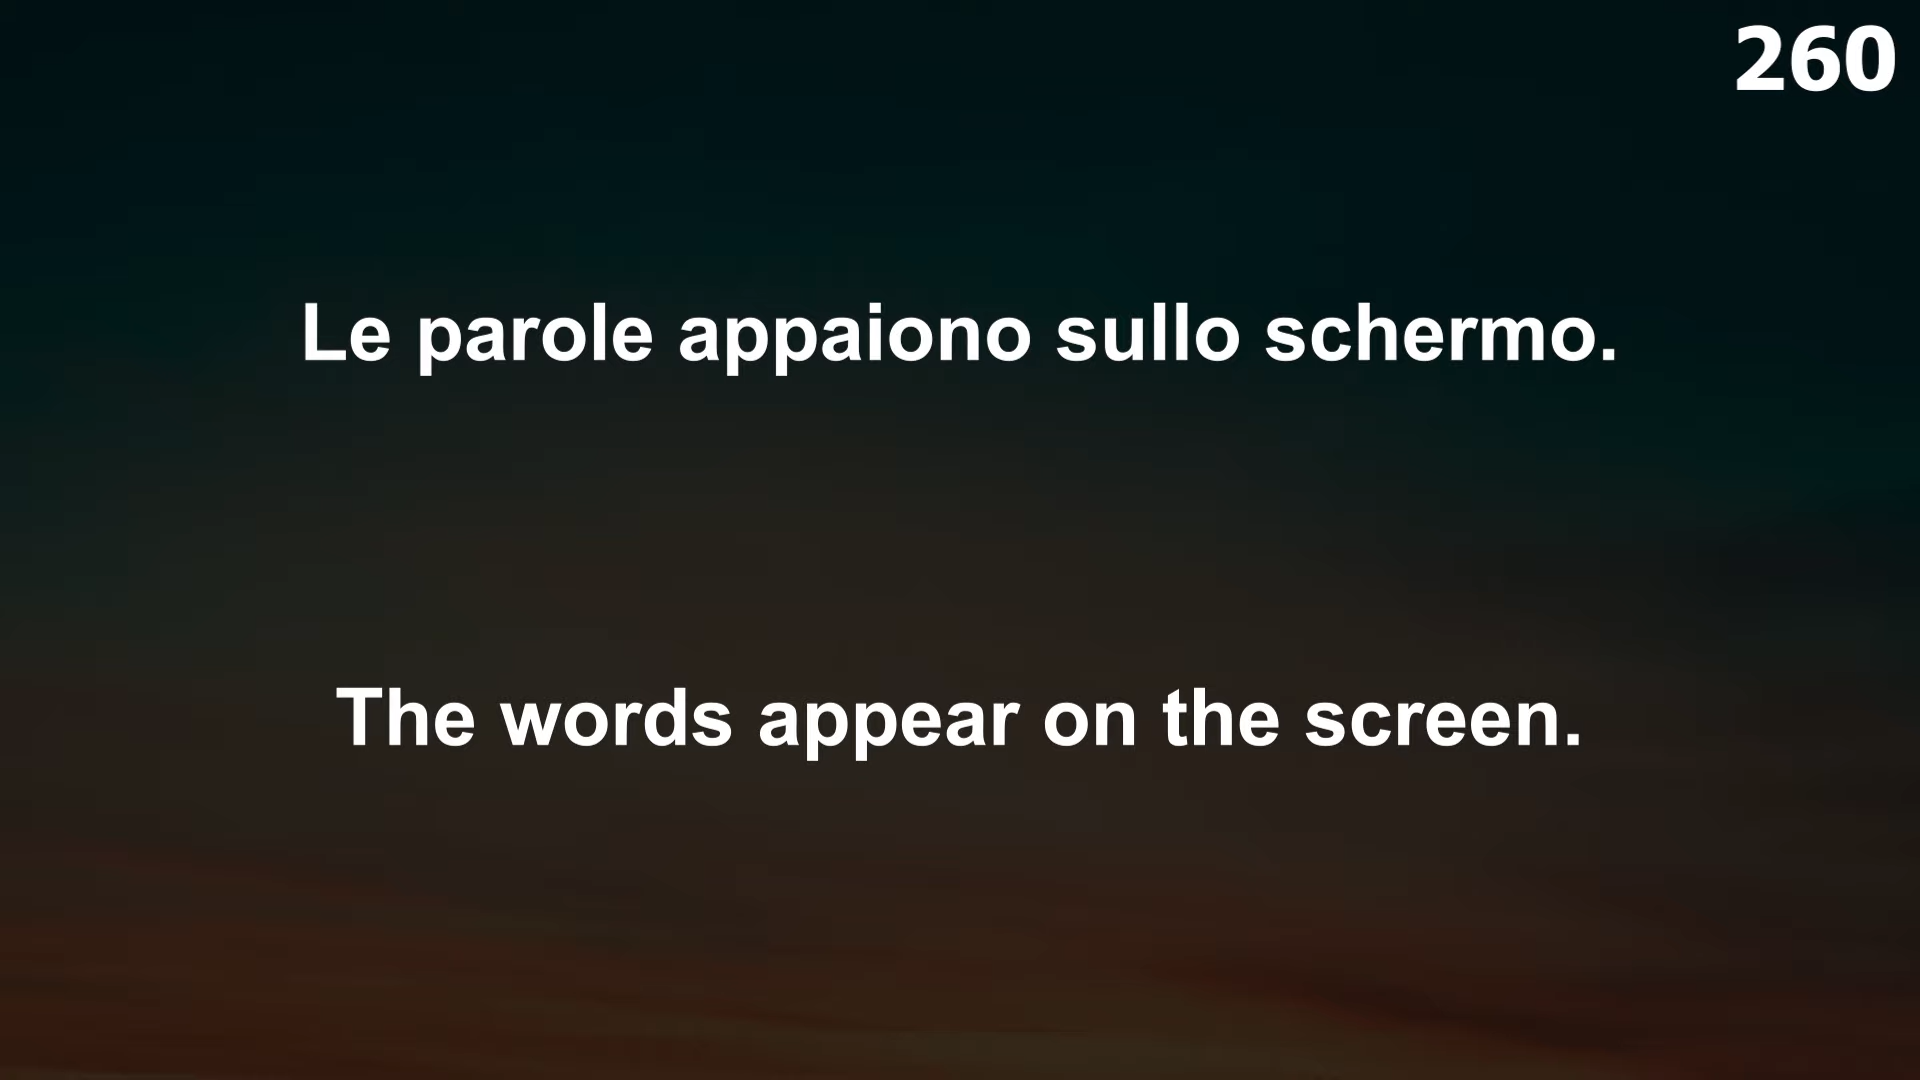 260
Le parole appaiono sullo schermo.
The words appear on the screen.